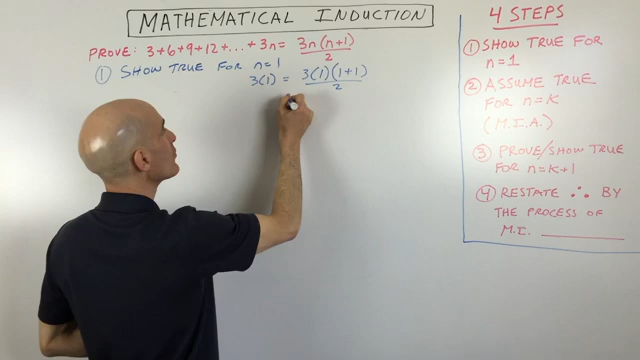 MATHEMATICAL INDUCTION
PROVE: 3+6+9+12+...+3n = 3n(n+1)/2
① SHOW TRUE FOR n=1
3(1) = 3(1)(1+1)/2
4 STEPS
① SHOW TRUE FOR
n=1
② ASSUME TRUE
FOR n=K
(M.I.A.)
③ PROVE/SHOW TRUE
FOR n=K+1
④ RESTATE ∴ BY
THE PROCESS OF
M.I. ________